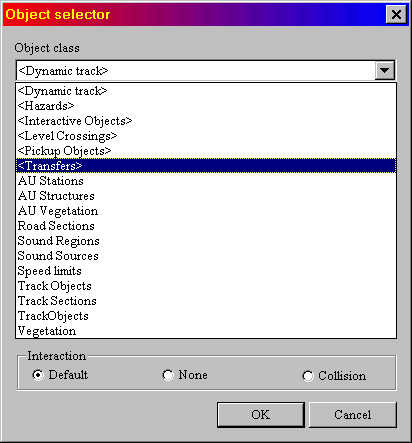 Object selector
Object class
<Dynamic track>
<Dynamic track>
<Hazards>
<Interactive Objects>
<Level Crossings>
<Pickup Objects>
<Transfers>
AU Stations
AU Structures
AU Vegetation
Road Sections
Sound Regions
Sound Sources
Speed limits
Track Objects
Track Sections
TrackObjects
Vegetation
Interaction
Default None Collision
OK Cancel